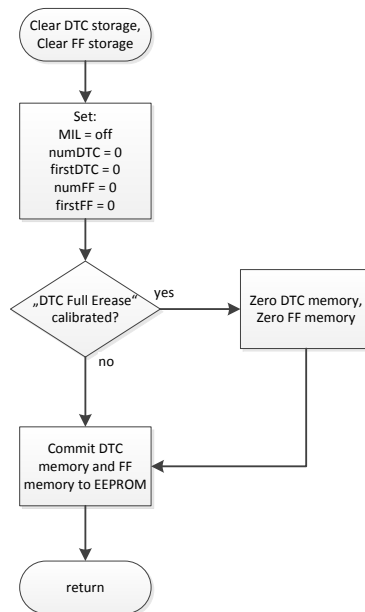 Clear DTC storage,
Clear FF storage
Set:
MIL = off
numDTC = 0
firstDTC = 0
numFF = 0
firstFF = 0
„DTC Full Erease“
calibrated?
yes
Zero DTC memory,
Zero FF memory
no
Commit DTC
memory and FF
memory to EEPROM
return